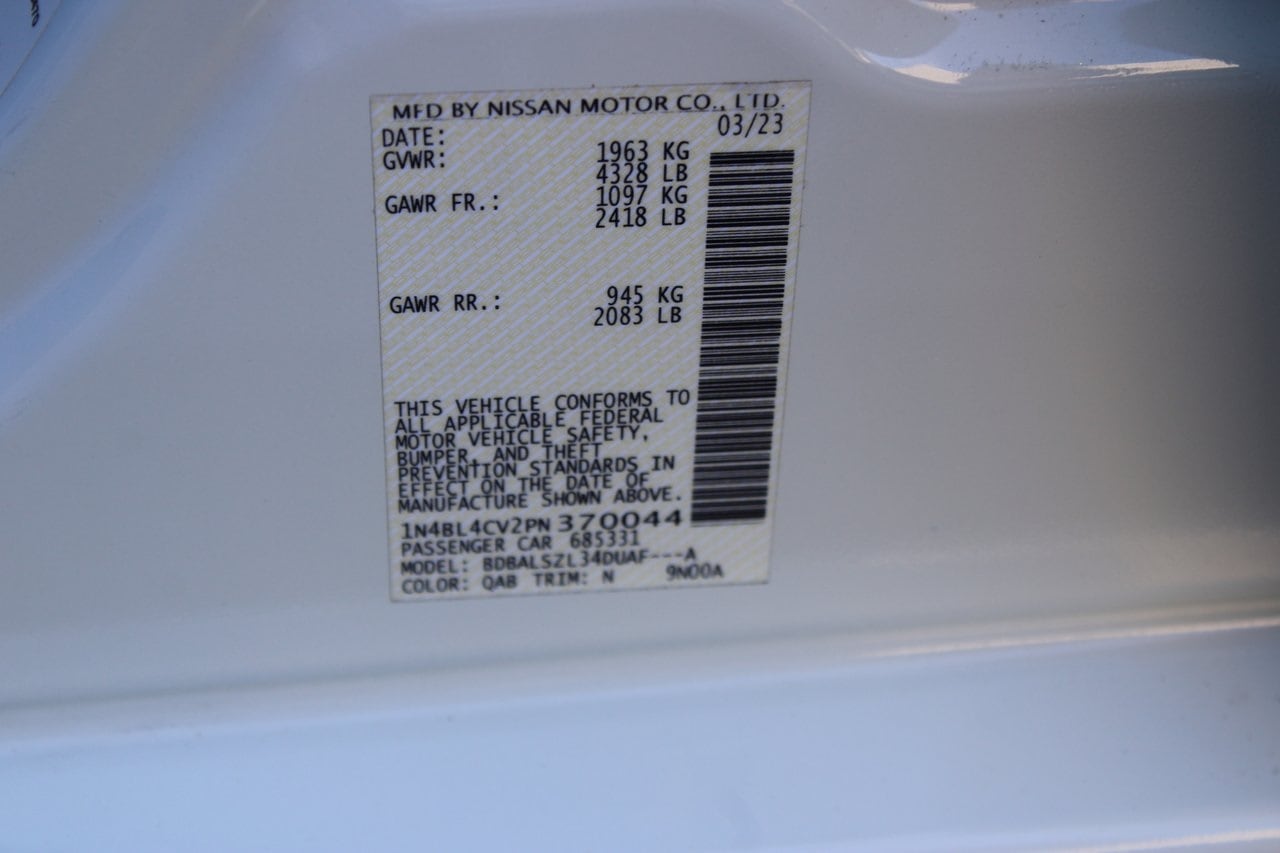 MFD BY NISSAN MOTOR CO., LTD.
DATE: 03/23
GVWR: 1963 KG
4328 LB
GAWR FR.: 1097 KG
2418 LB
GAWR RR.: 945 KG
2083 LB
THIS VEHICLE CONFORMS TO
ALL APPLICABLE FEDERAL
MOTOR VEHICLE SAFETY,
BUMPER, AND THEFT
PREVENTION STANDARDS IN
EFFECT ON THE DATE OF
MANUFACTURE SHOWN ABOVE.
1N4BL4CV2PN370044
PASSENGER CAR 685331
MODEL: BDBALSZL34DUAF---A
COLOR: QAB TRIM: N 9N00A